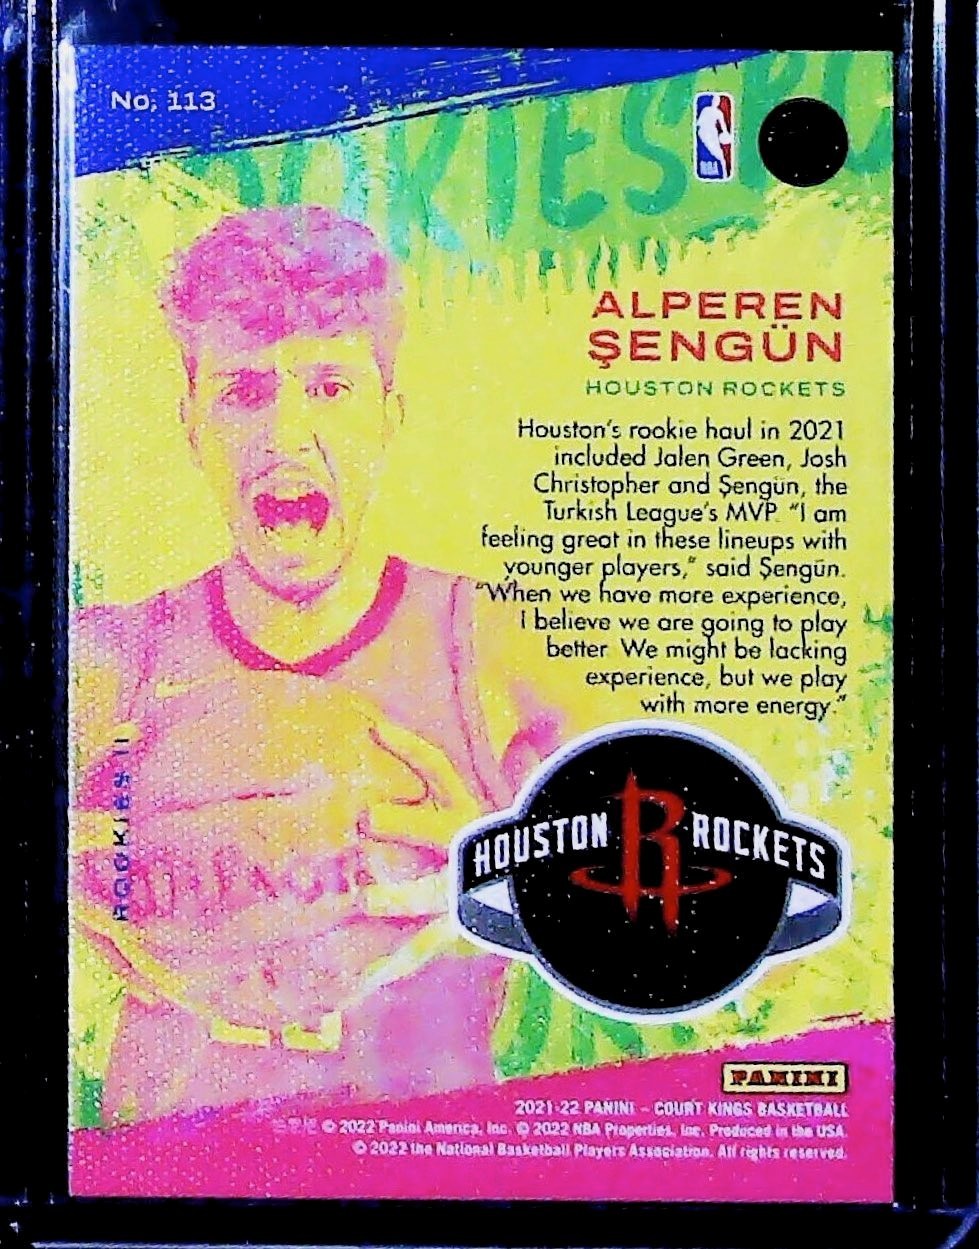 No. 113
ROOKIES
NBA
ALPEREN
ŞENGÜN
HOUSTON ROCKETS
Houston's rookie haul in 2021
included Jalen Green, Josh
Christopher and Şengün, the
Turkish League's MVP. "I am
feeling great in these lineups with
younger players," said Şengün.
"When we have more experience,
I believe we are going to play
better. We might be lacking
experience, but we play
with more energy."
ROOKIES II
HOUSTON ROCKETS
PANINI
2021-22 PANINI – COURT KINGS BASKETBALL
© 2022 Panini America, Inc. © 2022 NBA Properties, Inc. Produced in the USA.
© 2022 the National Basketball Players Association. All rights reserved.